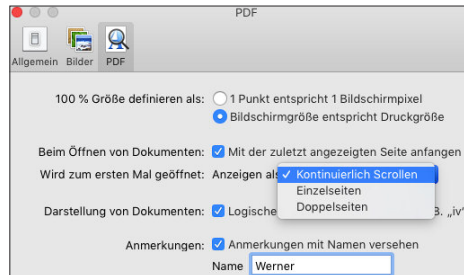 PDF
Allgemein Bilder PDF
100 % Größe definieren als: 1 Punkt entspricht 1 Bildschirmpixel
Bildschirmgröße entspricht Druckgröße
Beim Öffnen von Dokumenten: Mit der zuletzt angezeigten Seite anfangen
Wird zum ersten Mal geöffnet: Anzeigen als Kontinuierlich Scrollen
Einzelseiten
Darstellung von Dokumenten: Logische B. „iv“
Doppelseiten
Anmerkungen: Anmerkungen mit Namen versehen
Name Werner